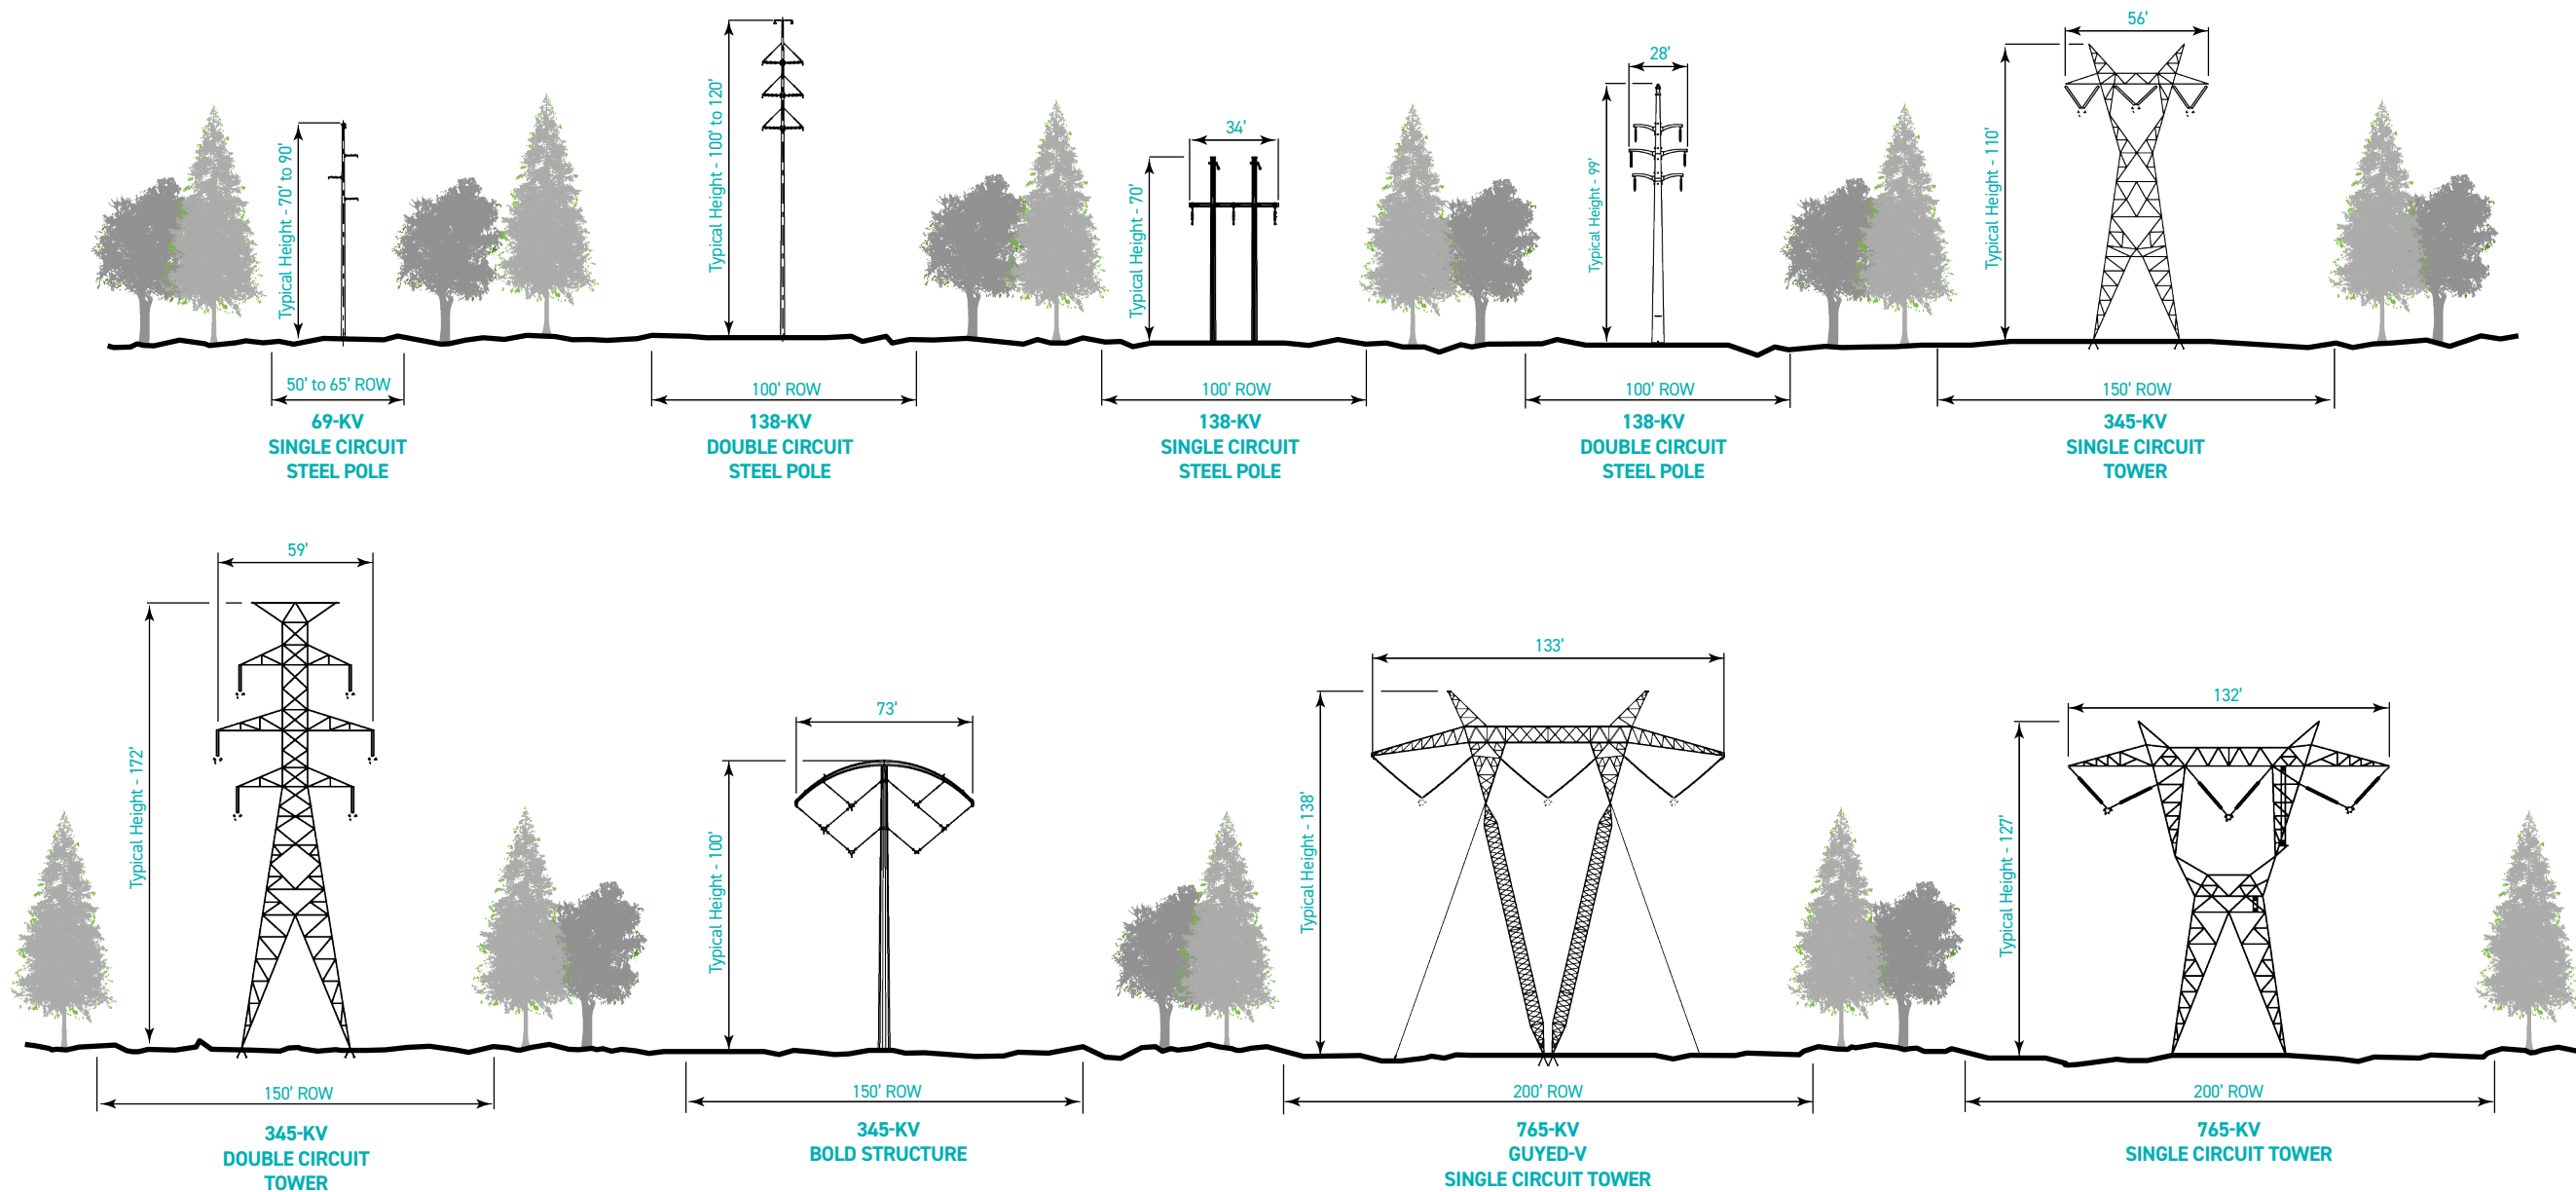 Typical Height - 70' to 90'
50' to 65' ROW
69-KV
SINGLE CIRCUIT
STEEL POLE
Typical Height - 100' to 120'
100' ROW
138-KV
DOUBLE CIRCUIT
STEEL POLE
34'
Typical Height - 70'
100' ROW
138-KV
SINGLE CIRCUIT
STEEL POLE
28'
Typical Height - 99'
100' ROW
138-KV
DOUBLE CIRCUIT
STEEL POLE
56'
Typical Height - 110'
150' ROW
345-KV
SINGLE CIRCUIT
TOWER
59'
Typical Height - 172'
150' ROW
345-KV
DOUBLE CIRCUIT
TOWER
73'
Typical Height - 100'
150' ROW
345-KV
BOLD STRUCTURE
133'
Typical Height - 138'
200' ROW
765-KV
GUYED-V
SINGLE CIRCUIT TOWER
132'
Typical Height - 127'
200' ROW
765-KV
SINGLE CIRCUIT TOWER